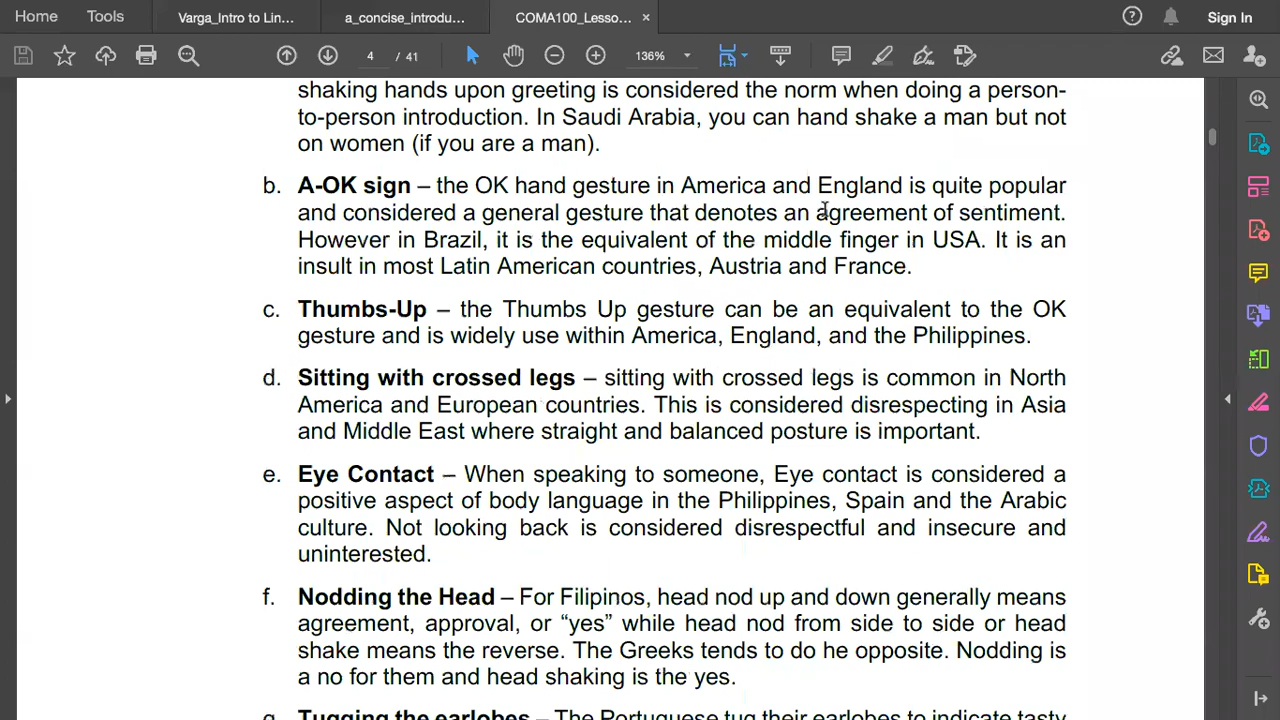 Home
Tools
Varga_Intro to Lin...
a_concise_introdu...
COMA100_Lesso...
×
?
Sign In
4 / 41
136%
shaking hands upon greeting is considered the norm when doing a person-
to-person introduction. In Saudi Arabia, you can hand shake a man but not
on women (if you are a man).
b. A-OK sign – the OK hand gesture in America and England is quite popular
and considered a general gesture that denotes an agreement of sentiment.
However in Brazil, it is the equivalent of the middle finger in USA. It is an
insult in most Latin American countries, Austria and France.
c. Thumbs-Up – the Thumbs Up gesture can be an equivalent to the OK
gesture and is widely use within America, England, and the Philippines.
d. Sitting with crossed legs – sitting with crossed legs is common in North
America and European countries. This is considered disrespecting in Asia
and Middle East where straight and balanced posture is important.
e. Eye Contact – When speaking to someone, Eye contact is considered a
positive aspect of body language in the Philippines, Spain and the Arabic
culture. Not looking back is considered disrespectful and insecure and
uninterested.
f. Nodding the Head – For Filipinos, head nod up and down generally means
agreement, approval, or “yes” while head nod from side to side or head
shake means the reverse. The Greeks tends to do he opposite. Nodding is
a no for them and head shaking is the yes.
g. Tugging the earlobes – The Portuguese tug their earlobes to indicate tasty